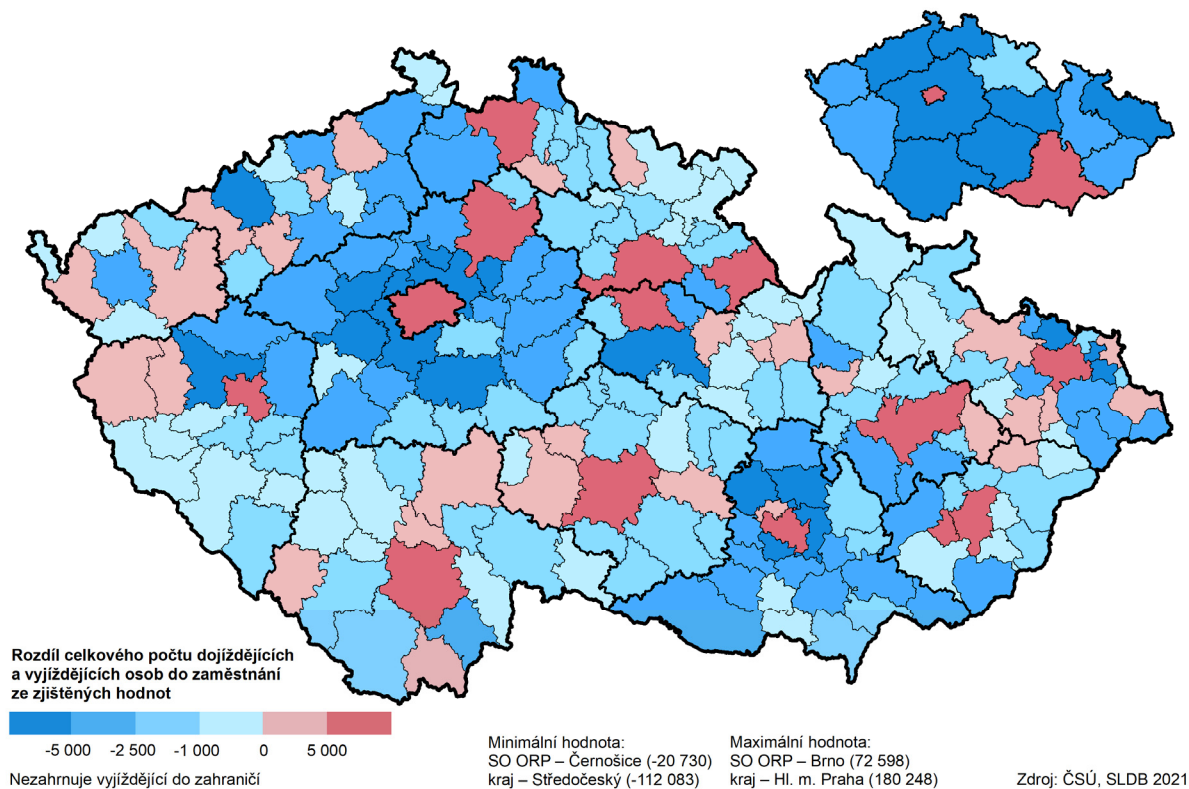 Rozdíl celkového počtu dojíždějících
a vyjíždějících osob do zaměstnání
ze zjištěných hodnot
-5 000 -2 500 -1 000 0 5 000
Nezahrnuje vyjíždějící do zahraničí
Minimální hodnota:
SO ORP – Černošice (-20 730)
kraj – Středočeský (-112 083)
Maximální hodnota:
SO ORP – Brno (72 598)
kraj – Hl. m. Praha (180 248)
Zdroj: ČSÚ, SLDB 2021